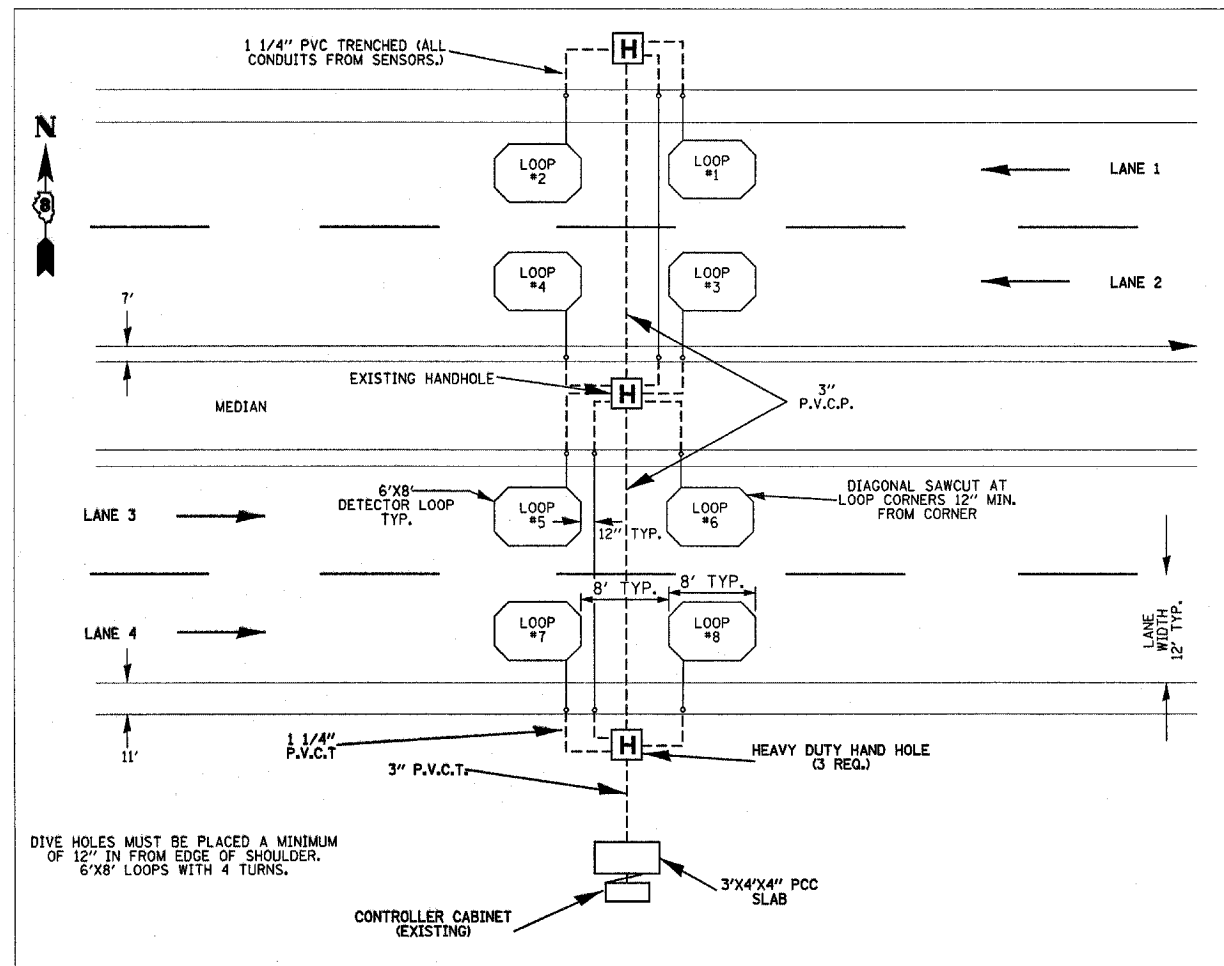 1 1/4" PVC TRENCHED (ALL
CONDUITS FROM SENSORS.)
H
N
8
LOOP
#2
LOOP
#1
LANE 1
LOOP
#4
LOOP
#3
LANE 2
7'
EXISTING HANDHOLE
H
3"
P.V.C.P.
MEDIAN
6'X8'
DETECTOR LOOP
TYP.
DIAGONAL SAWCUT AT
LOOP CORNERS 12" MIN.
FROM CORNER
LANE 3
LOOP
#5
12" TYP.
LOOP
#6
8' TYP.
8' TYP.
LANE 4
LOOP
#7
LOOP
#8
LANE
WIDTH
12' TYP.
11'
1 1/4"
P.V.C.T
H
HEAVY DUTY HAND HOLE
(3 REQ.)
3" P.V.C.T.
DIVE HOLES MUST BE PLACED A MINIMUM
OF 12" IN FROM EDGE OF SHOULDER.
6'X8' LOOPS WITH 4 TURNS.
3'X4'X4" PCC
SLAB
CONTROLLER CABINET
(EXISTING)